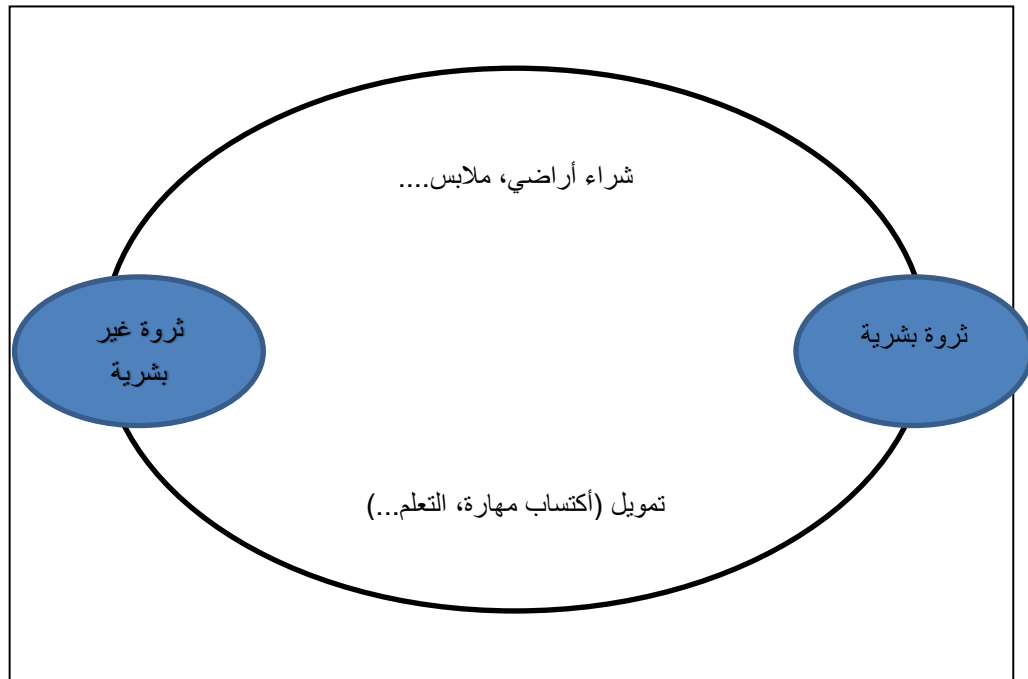 شراء أراضي، ملابس....
ثروة بشرية
ثروة غير
بشرية
تمويل (أكتساب مهارة، التعلم...)